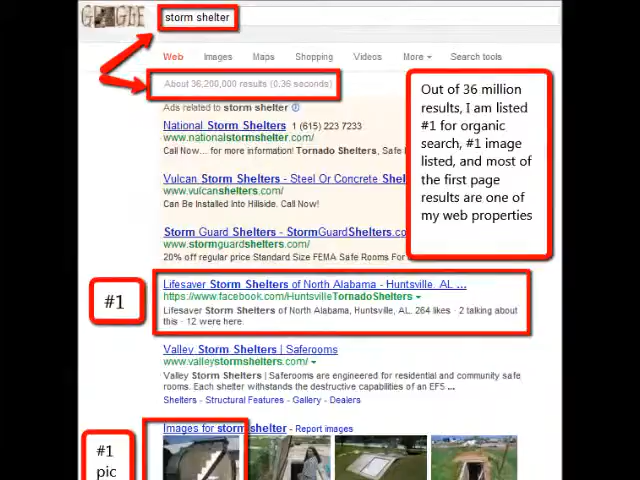 GOOGLE
storm shelter
Web Images Maps Shopping Videos More Search tools
About 36,200,000 results (0.36 seconds)
Ads related to storm shelter
National Storm Shelters 1 (615) 223 7233
www.nationalstormshelter.com/
Call Now... for more information! Tornado Shelters, Safe
Vulcan Storm Shelters - Steel Or Concrete Shel
www.vulcanshelters.com/
Can Be Installed Into Hillside. Call Now!
Storm Guard Shelters - StormGuardShelters.co
www.stormguardshelters.com/
20% off regular price Standard Size FEMA Safe Rooms For
Out of 36 million
results, I am listed
#1 for organic
search, #1 image
listed, and most of
the first page
results are one of
my web properties
#1
Lifesaver Storm Shelters of North Alabama - Huntsville, AL ...
https://www.facebook.com/HuntsvilleTornadoShelters
Lifesaver Storm Shelters of North Alabama, Huntsville, AL. 264 likes · 2 talking about
this · 12 were here.
Valley Storm Shelters | Saferooms
www.valleystormshelters.com/
Valley Storm Shelters | Saferooms are engineered for residential and community safe
rooms. Each shelter withstands the destructive capabilities of an EF5 ...
Shelters - Structural Features - Gallery - Dealers
Images for storm shelter - Report images
#1
pic